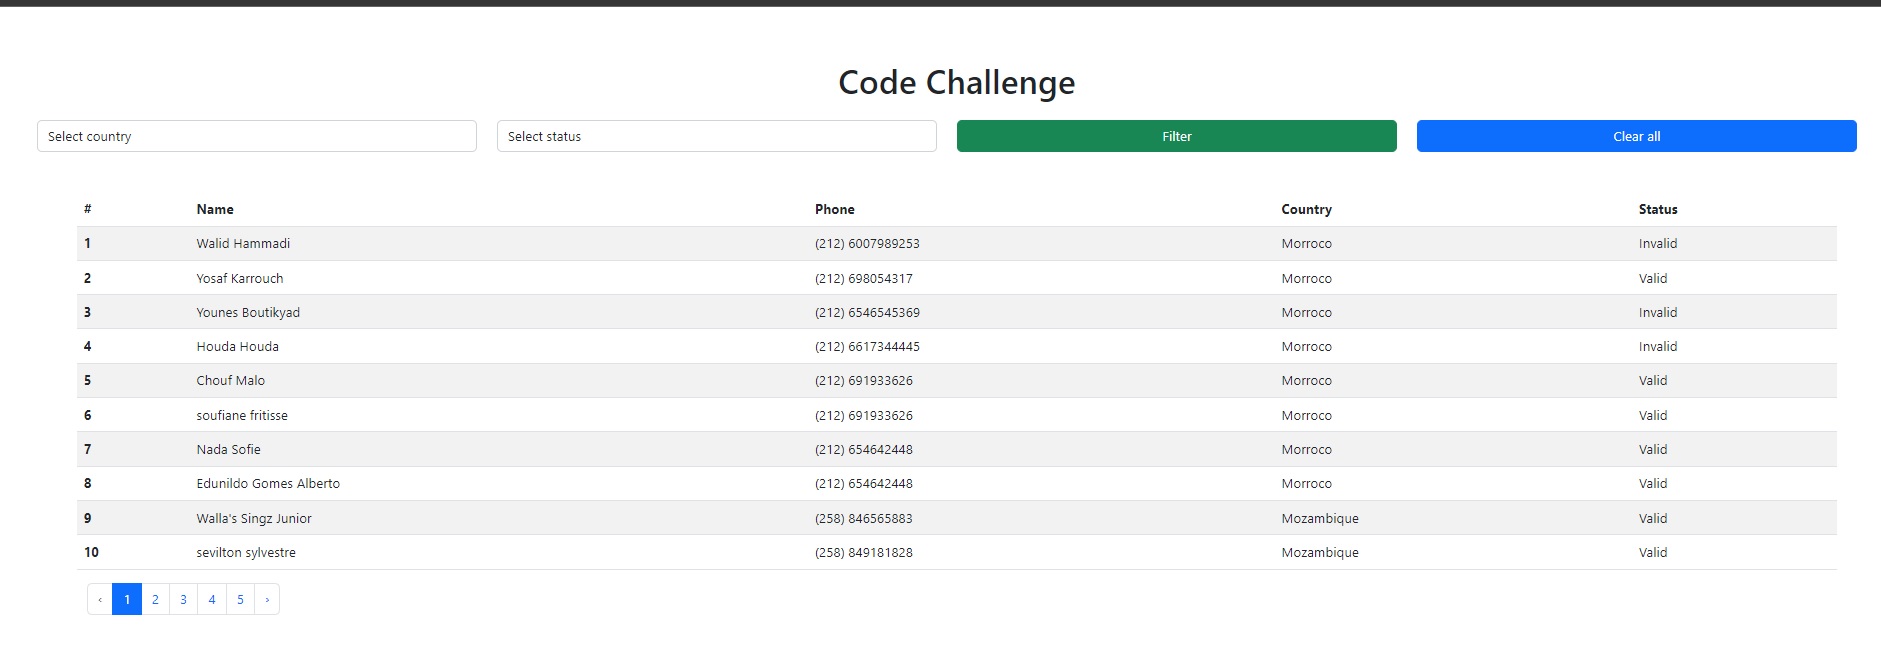 Code Challenge
Select country Select status Filter Clear all
# Name Phone Country Status
1 Walid Hammadi (212) 6007989253 Morroco Invalid
2 Yosaf Karrouch (212) 698054317 Morroco Valid
3 Younes Boutikyad (212) 6546545369 Morroco Invalid
4 Houda Houda (212) 6617344445 Morroco Invalid
5 Chouf Malo (212) 691933626 Morroco Valid
6 soufiane fritisse (212) 691933626 Morroco Valid
7 Nada Sofie (212) 654642448 Morroco Valid
8 Edunildo Gomes Alberto (212) 654642448 Morroco Valid
9 Walla's Singz Junior (258) 846565883 Mozambique Valid
10 sevilton sylvestre (258) 849181828 Mozambique Valid
‹ 1 2 3 4 5 ›